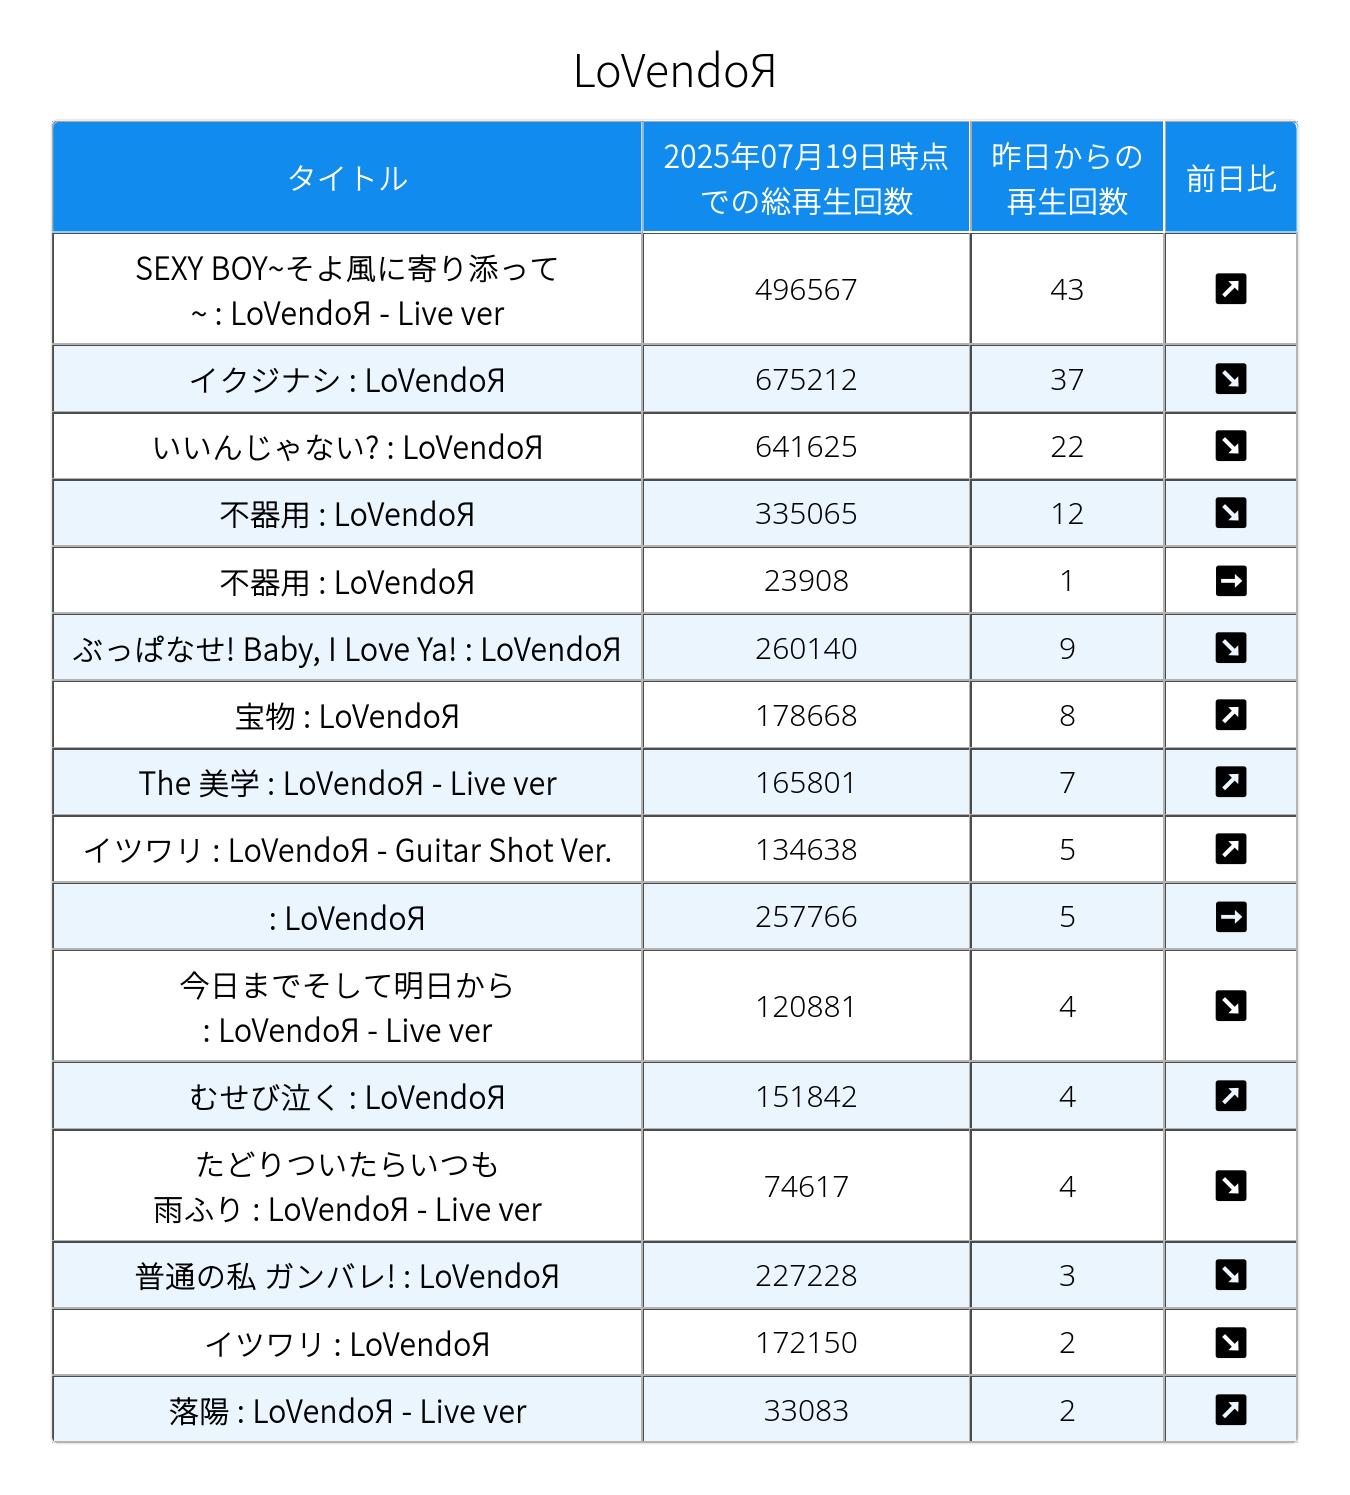 LoVendoЯ
タイトル
2025年07月19日時点
での総再生回数
昨日からの
再生回数
前日比
SEXY BOY~そよ風に寄り添って
~ : LoVendoЯ - Live ver
496567
43
イクジナシ : LoVendoЯ
675212
37
いいんじゃない? : LoVendoЯ
641625
22
不器用 : LoVendoЯ
335065
12
不器用 : LoVendoЯ
23908
1
ぶっぱなせ! Baby, I Love Ya! : LoVendoЯ
260140
9
宝物 : LoVendoЯ
178668
8
The 美学 : LoVendoЯ - Live ver
165801
7
イツワリ : LoVendoЯ - Guitar Shot Ver.
134638
5
: LoVendoЯ
257766
5
今日までそして明日から
: LoVendoЯ - Live ver
120881
4
むせび泣く : LoVendoЯ
151842
4
たどりついたらいつも
雨ふり : LoVendoЯ - Live ver
74617
4
普通の私 ガンバレ! : LoVendoЯ
227228
3
イツワリ : LoVendoЯ
172150
2
落陽 : LoVendoЯ - Live ver
33083
2